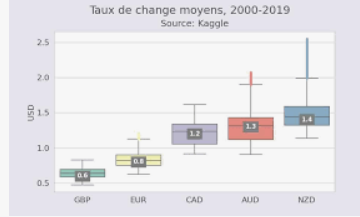 Taux de change moyens, 2000-2019
Source: Kaggle
2.5
2.0
1.5
1.0
0.5
USD
0.6
0.8
1.2
1.3
1.4
GBP
EUR
CAD
AUD
NZD